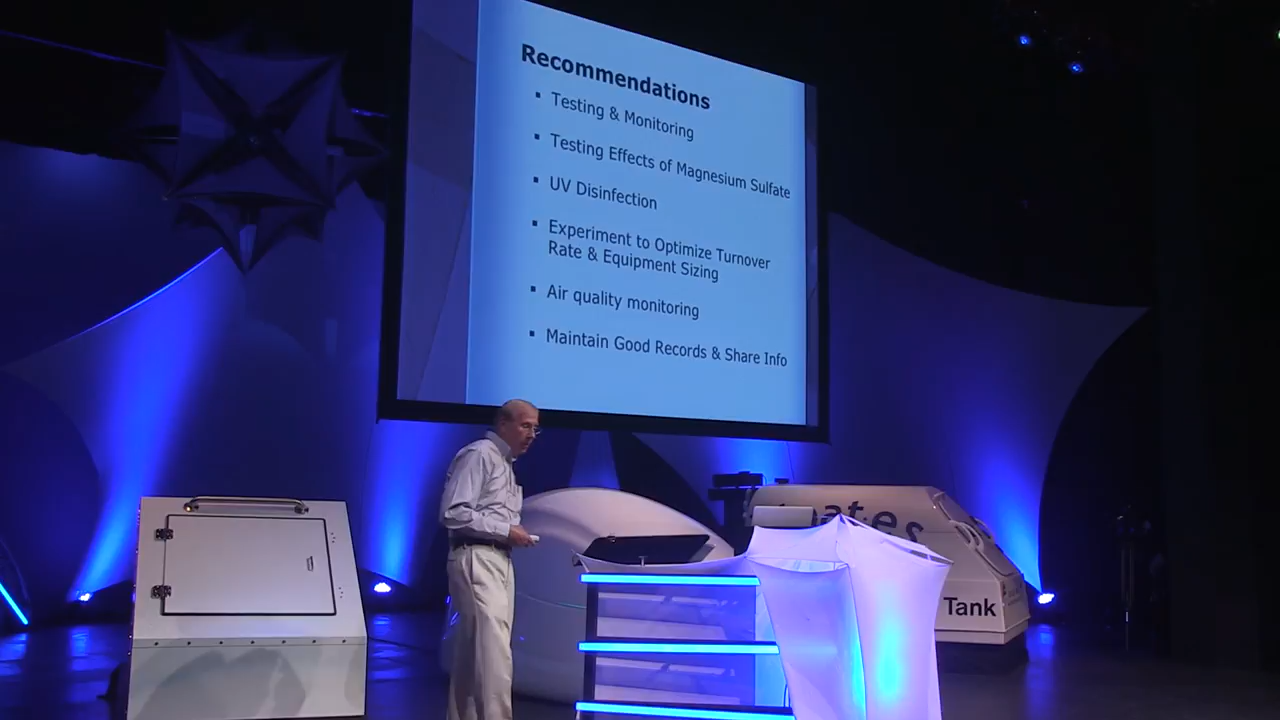 Recommendations
▪ Testing & Monitoring
▪ Testing Effects of Magnesium Sulfate
▪ UV Disinfection
▪ Experiment to Optimize Turnover
Rate & Equipment Sizing
▪ Air quality monitoring
▪ Maintain Good Records & Share Info
Tank